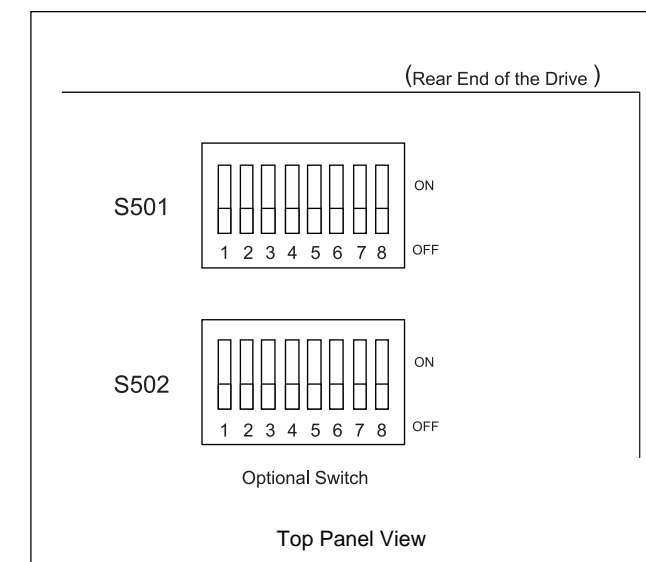 (Rear End of the Drive )
S501
ON
1 2 3 4 5 6 7 8
OFF
S502
ON
1 2 3 4 5 6 7 8
OFF
Optional Switch
Top Panel View